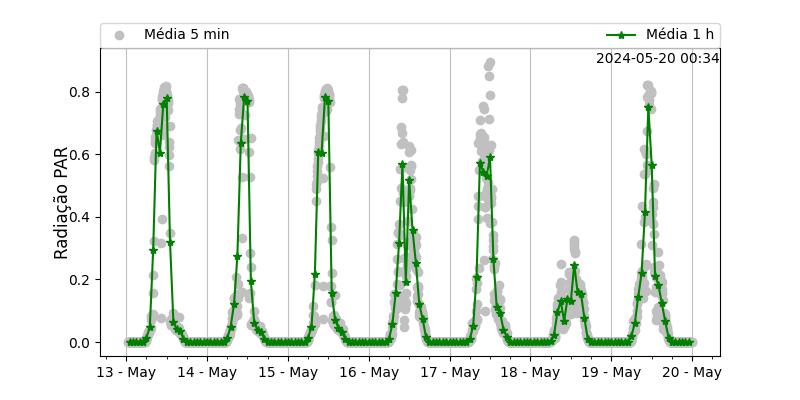 Média 5 min
Média 1 h
2024-05-20 00:34
Radiação PAR
0.8
0.6
0.4
0.2
0.0
13 - May
14 - May
15 - May
16 - May
17 - May
18 - May
19 - May
20 - May